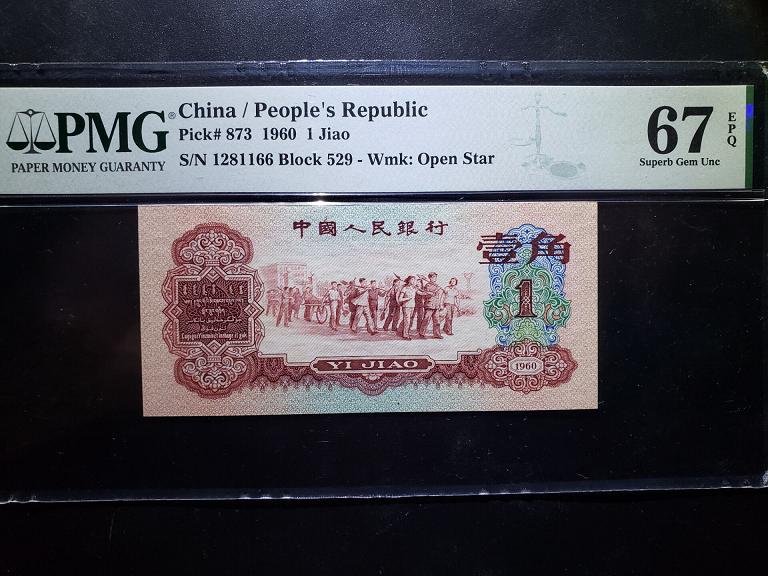 PMG®
PAPER MONEY GUARANTY
China / People's Republic
Pick# 873 1960 1 Jiao
S/N 1281166 Block 529 - Wmk: Open Star
67 EPQ
Superb Gem Unc
中國人民銀行
壹角
1
YI JIAO
1960